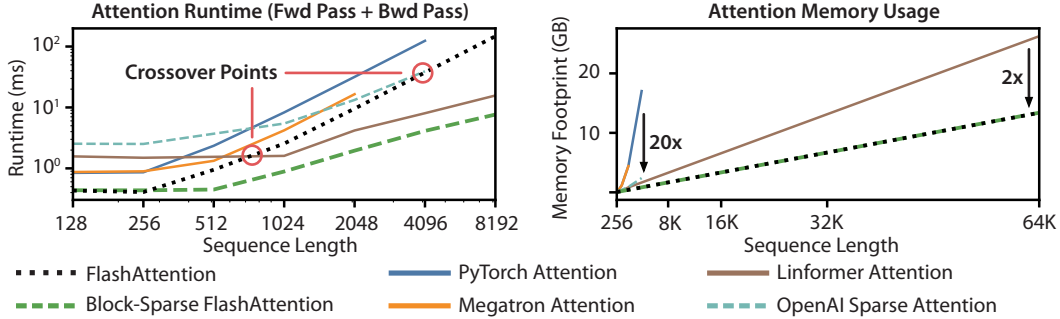 Attention Runtime (Fwd Pass + Bwd Pass)
Runtime (ms)
10²
10¹
10⁰
Crossover Points
128 256 512 1024 2048 4096 8192
Sequence Length
Attention Memory Usage
Memory Footprint (GB)
20
10
20x
2x
256 8K 16K 32K 64K
Sequence Length
FlashAttention
Block-Sparse FlashAttention
PyTorch Attention
Megatron Attention
Linformer Attention
OpenAI Sparse Attention